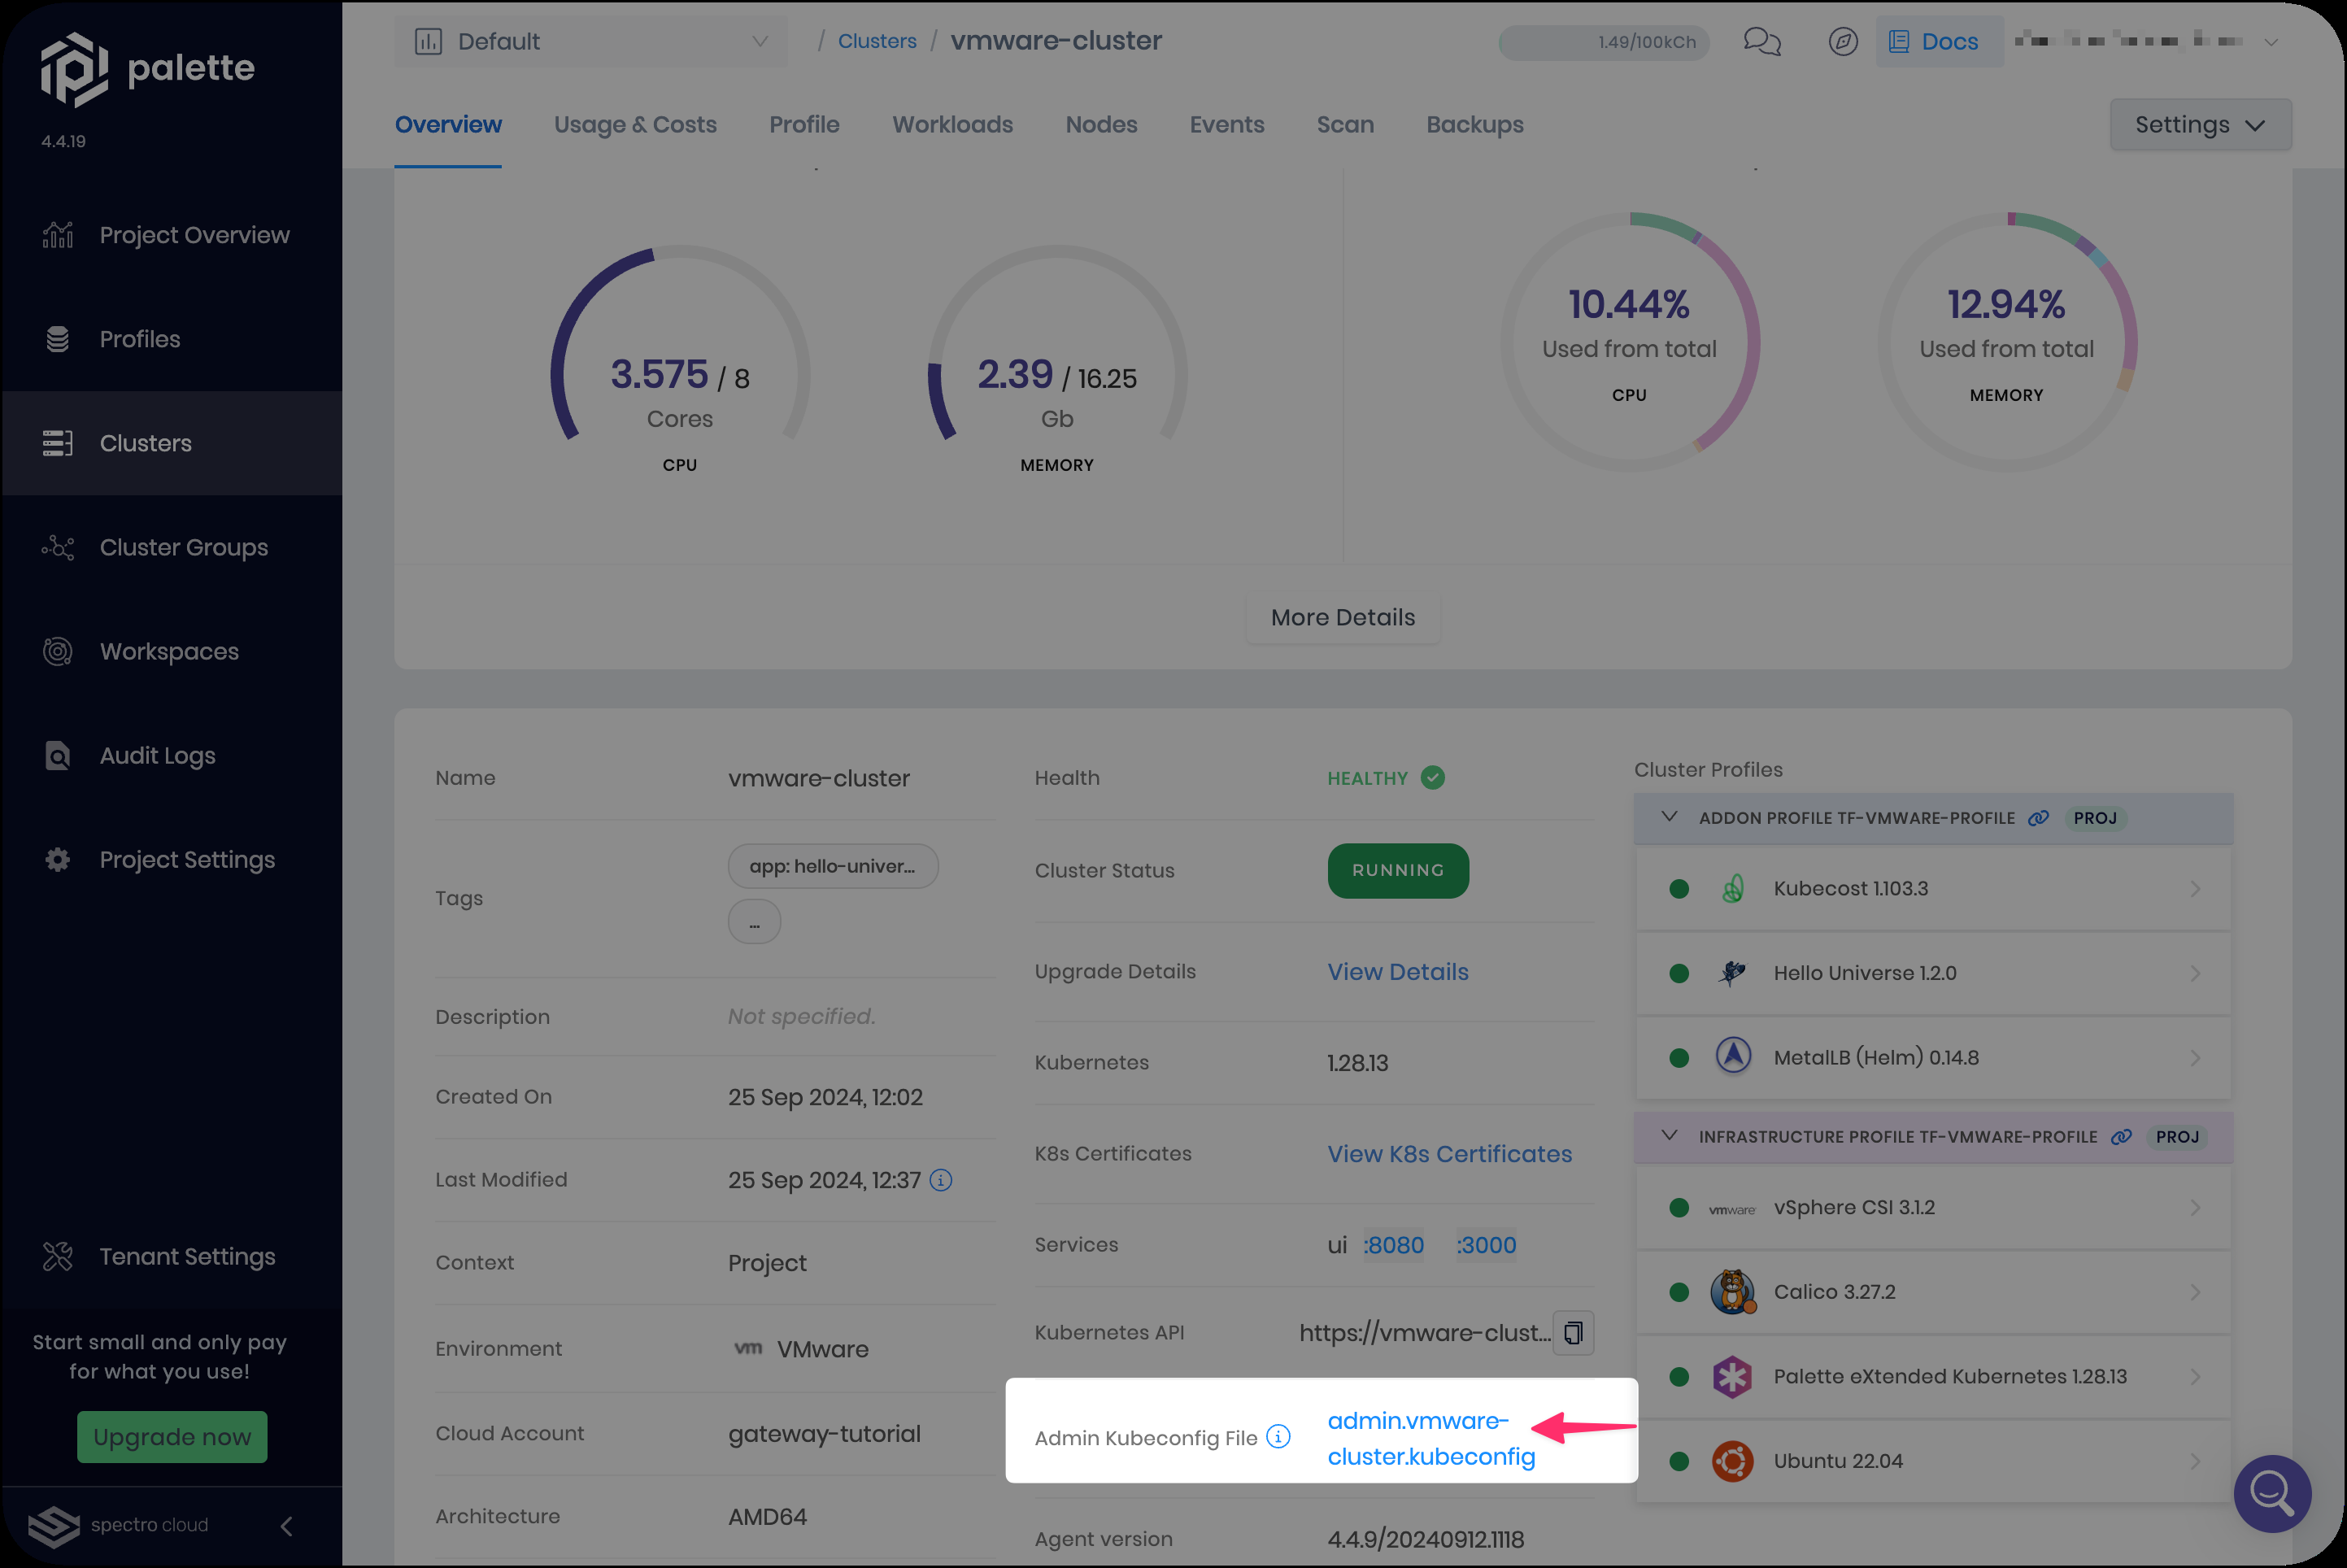 palette
4.4.19
Project Overview
Profiles
Clusters
Cluster Groups
Workspaces
Audit Logs
Project Settings
Tenant Settings
Start small and only pay
for what you use!
Upgrade now
spectro cloud
Default
/ Clusters / vmware-cluster
1.49/100kCh
Docs
Overview
Usage & Costs
Profile
Workloads
Nodes
Events
Scan
Backups
Settings
3.575 / 8
Cores
CPU
2.39 / 16.25
Gb
MEMORY
10.44%
Used from total
CPU
12.94%
Used from total
MEMORY
More Details
Name
vmware-cluster
Tags
app: hello-univer...
...
Description
Not specified.
Created On
25 Sep 2024, 12:02
Last Modified
25 Sep 2024, 12:37
Context
Project
Environment
vm VMware
Cloud Account
gateway-tutorial
Architecture
AMD64
Health
HEALTHY
Cluster Status
RUNNING
Upgrade Details
View Details
Kubernetes
1.28.13
K8s Certificates
View K8s Certificates
Services
ui :8080 :3000
Kubernetes API
https://vmware-clust...
Admin Kubeconfig File
admin.vmware-
cluster.kubeconfig
Agent version
4.4.9/20240912.1118
Cluster Profiles
ADDON PROFILE TF-VMWARE-PROFILE PROJ
Kubecost 1.103.3
Hello Universe 1.2.0
MetalLB (Helm) 0.14.8
INFRASTRUCTURE PROFILE TF-VMWARE-PROFILE PROJ
vmware vSphere CSI 3.1.2
Calico 3.27.2
Palette eXtended Kubernetes 1.28.13
Ubuntu 22.04